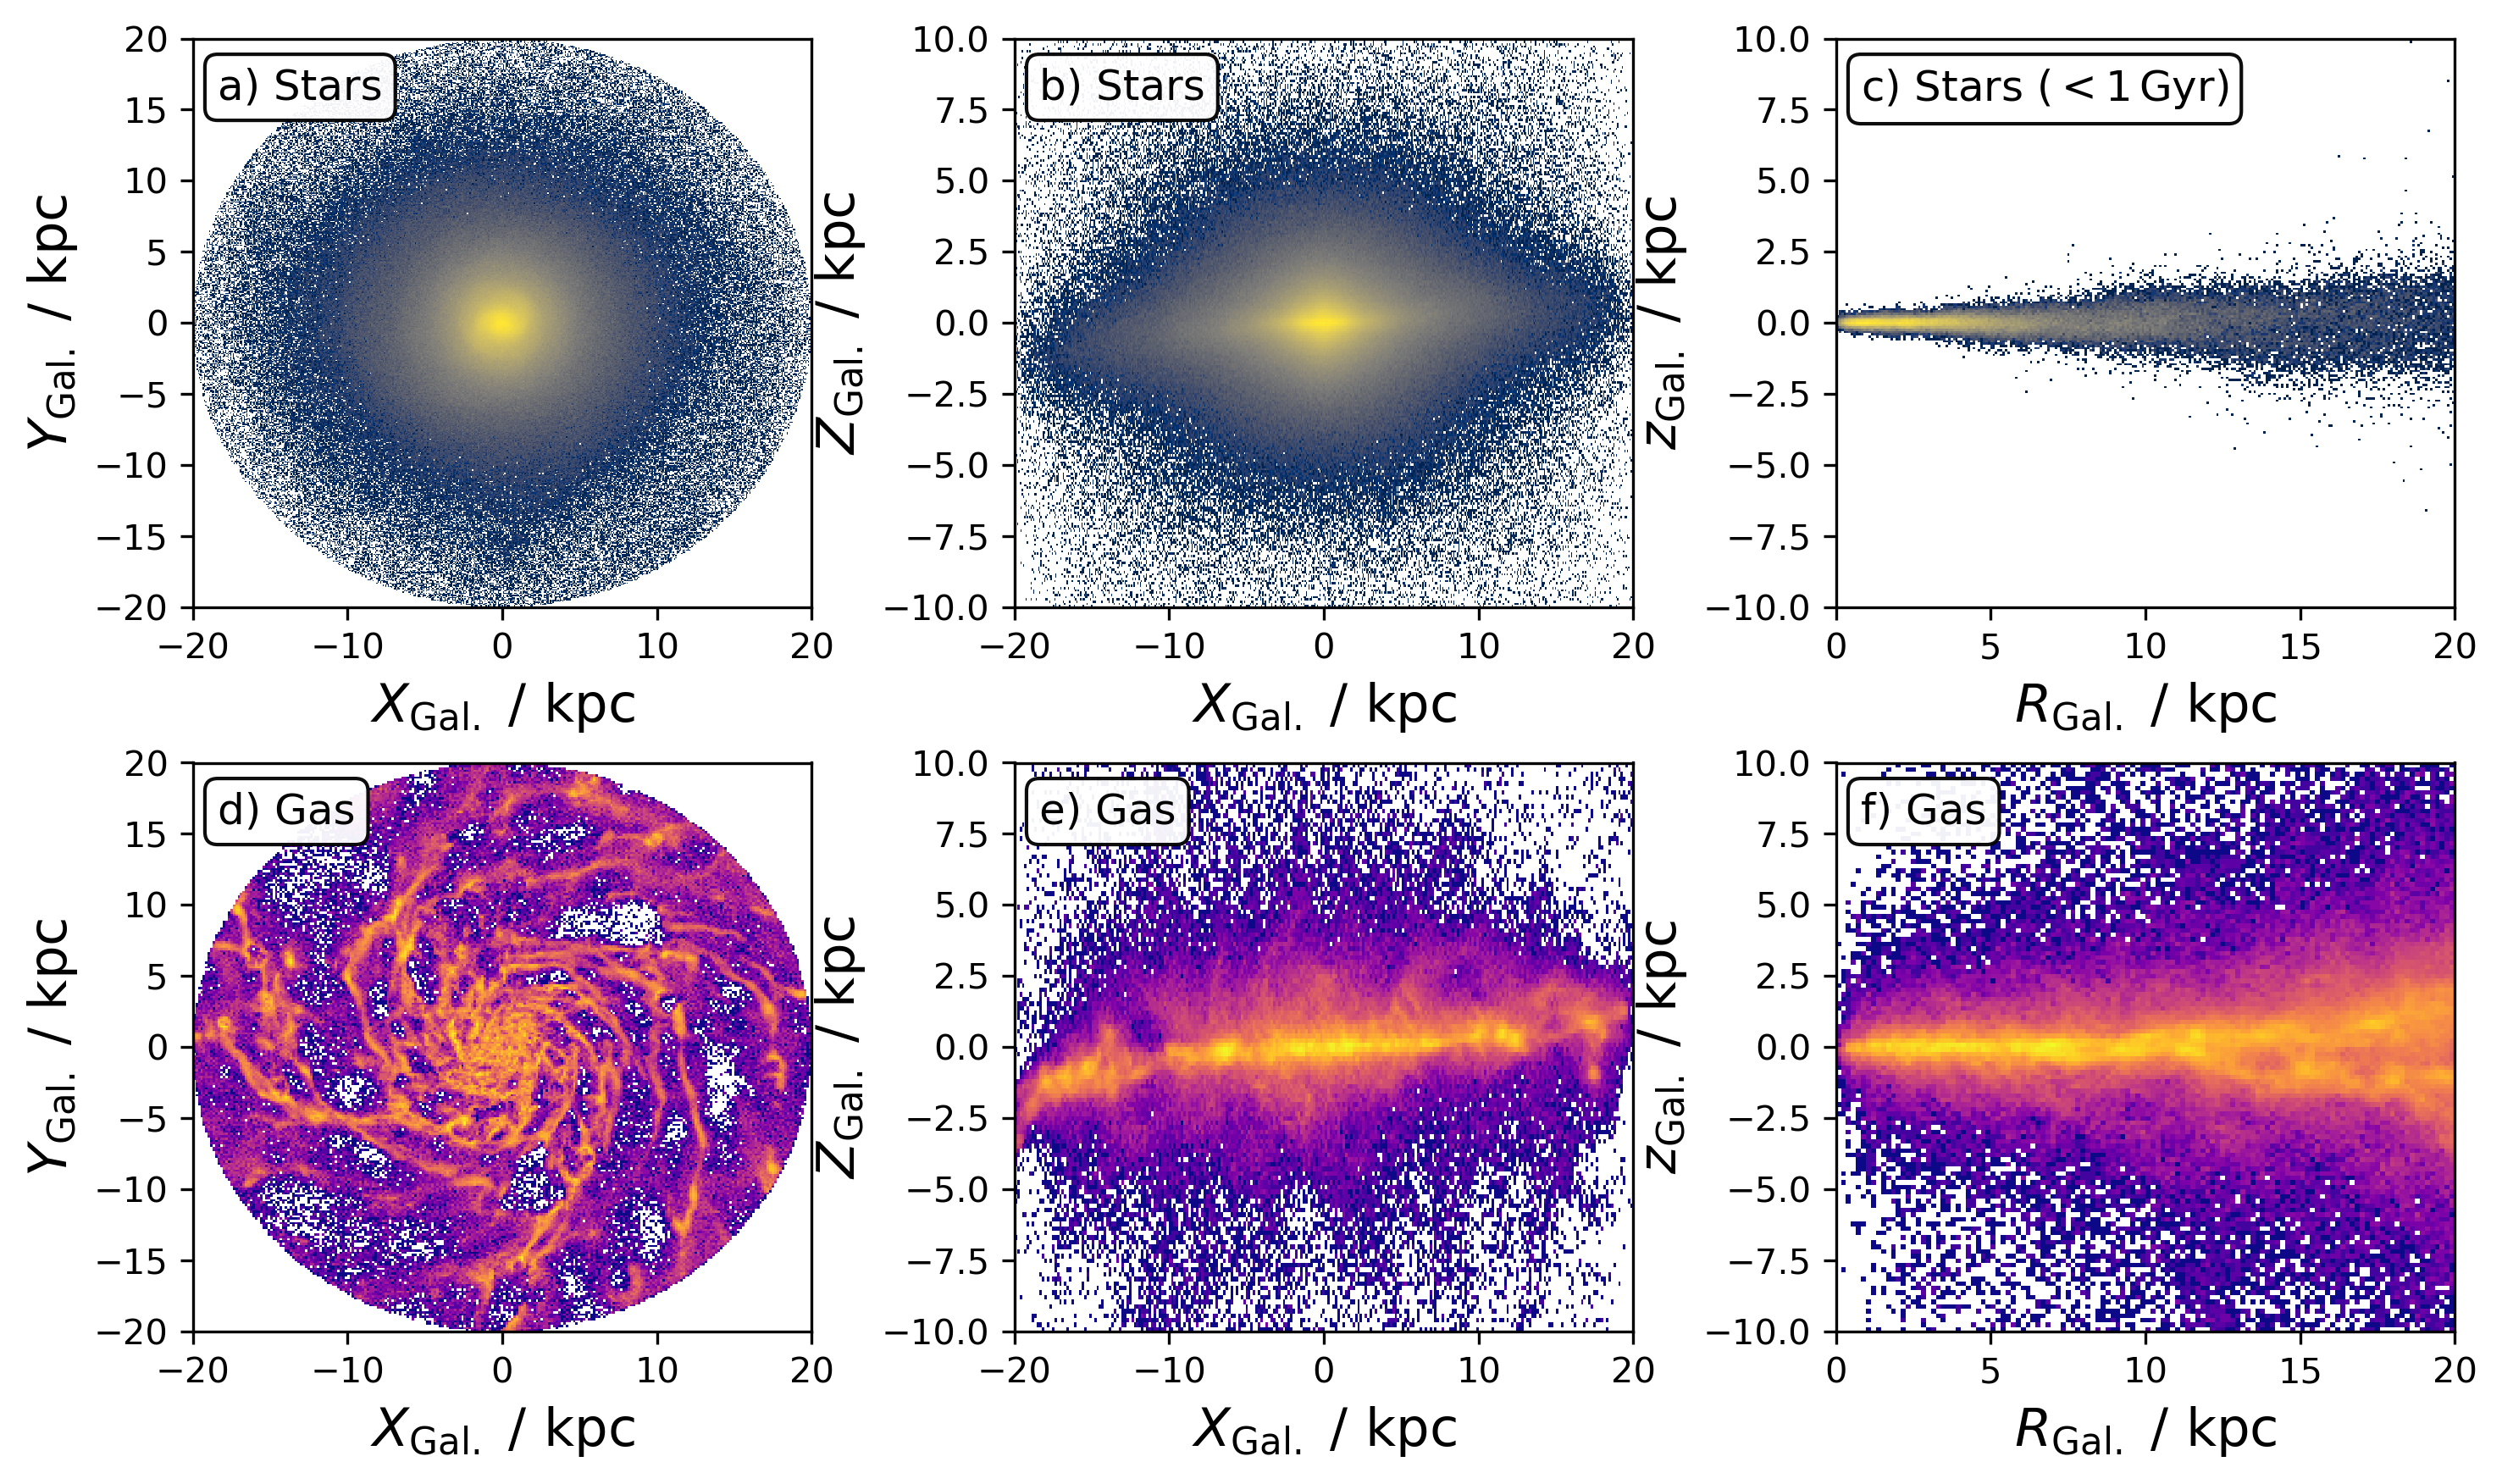 a) Stars
20
15
10
5
0
−5
−10
−15
−20
Y_Gal. / kpc
−20 −10 0 10 20
X_Gal. / kpc
b) Stars
10.0
7.5
5.0
2.5
0.0
−2.5
−5.0
−7.5
−10.0
Z_Gal. / kpc
−20 −10 0 10 20
X_Gal. / kpc
c) Stars (< 1 Gyr)
10.0
7.5
5.0
2.5
0.0
−2.5
−5.0
−7.5
−10.0
z_Gal. / kpc
0 5 10 15 20
R_Gal. / kpc
d) Gas
20
15
10
5
0
−5
−10
−15
−20
Y_Gal. / kpc
−20 −10 0 10 20
X_Gal. / kpc
e) Gas
10.0
7.5
5.0
2.5
0.0
−2.5
−5.0
−7.5
−10.0
Z_Gal. / kpc
−20 −10 0 10 20
X_Gal. / kpc
f) Gas
10.0
7.5
5.0
2.5
0.0
−2.5
−5.0
−7.5
−10.0
z_Gal. / kpc
0 5 10 15 20
R_Gal. / kpc